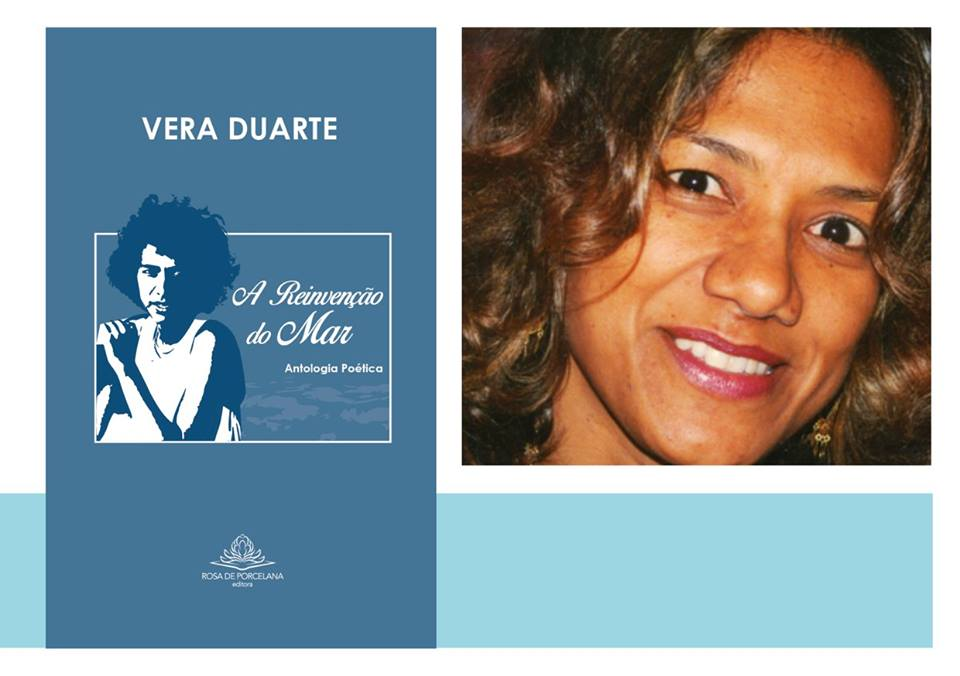 VERA DUARTE
A Reinvenção
do Mar
Antologia Poética
ROSA DE PORCELANA
editora